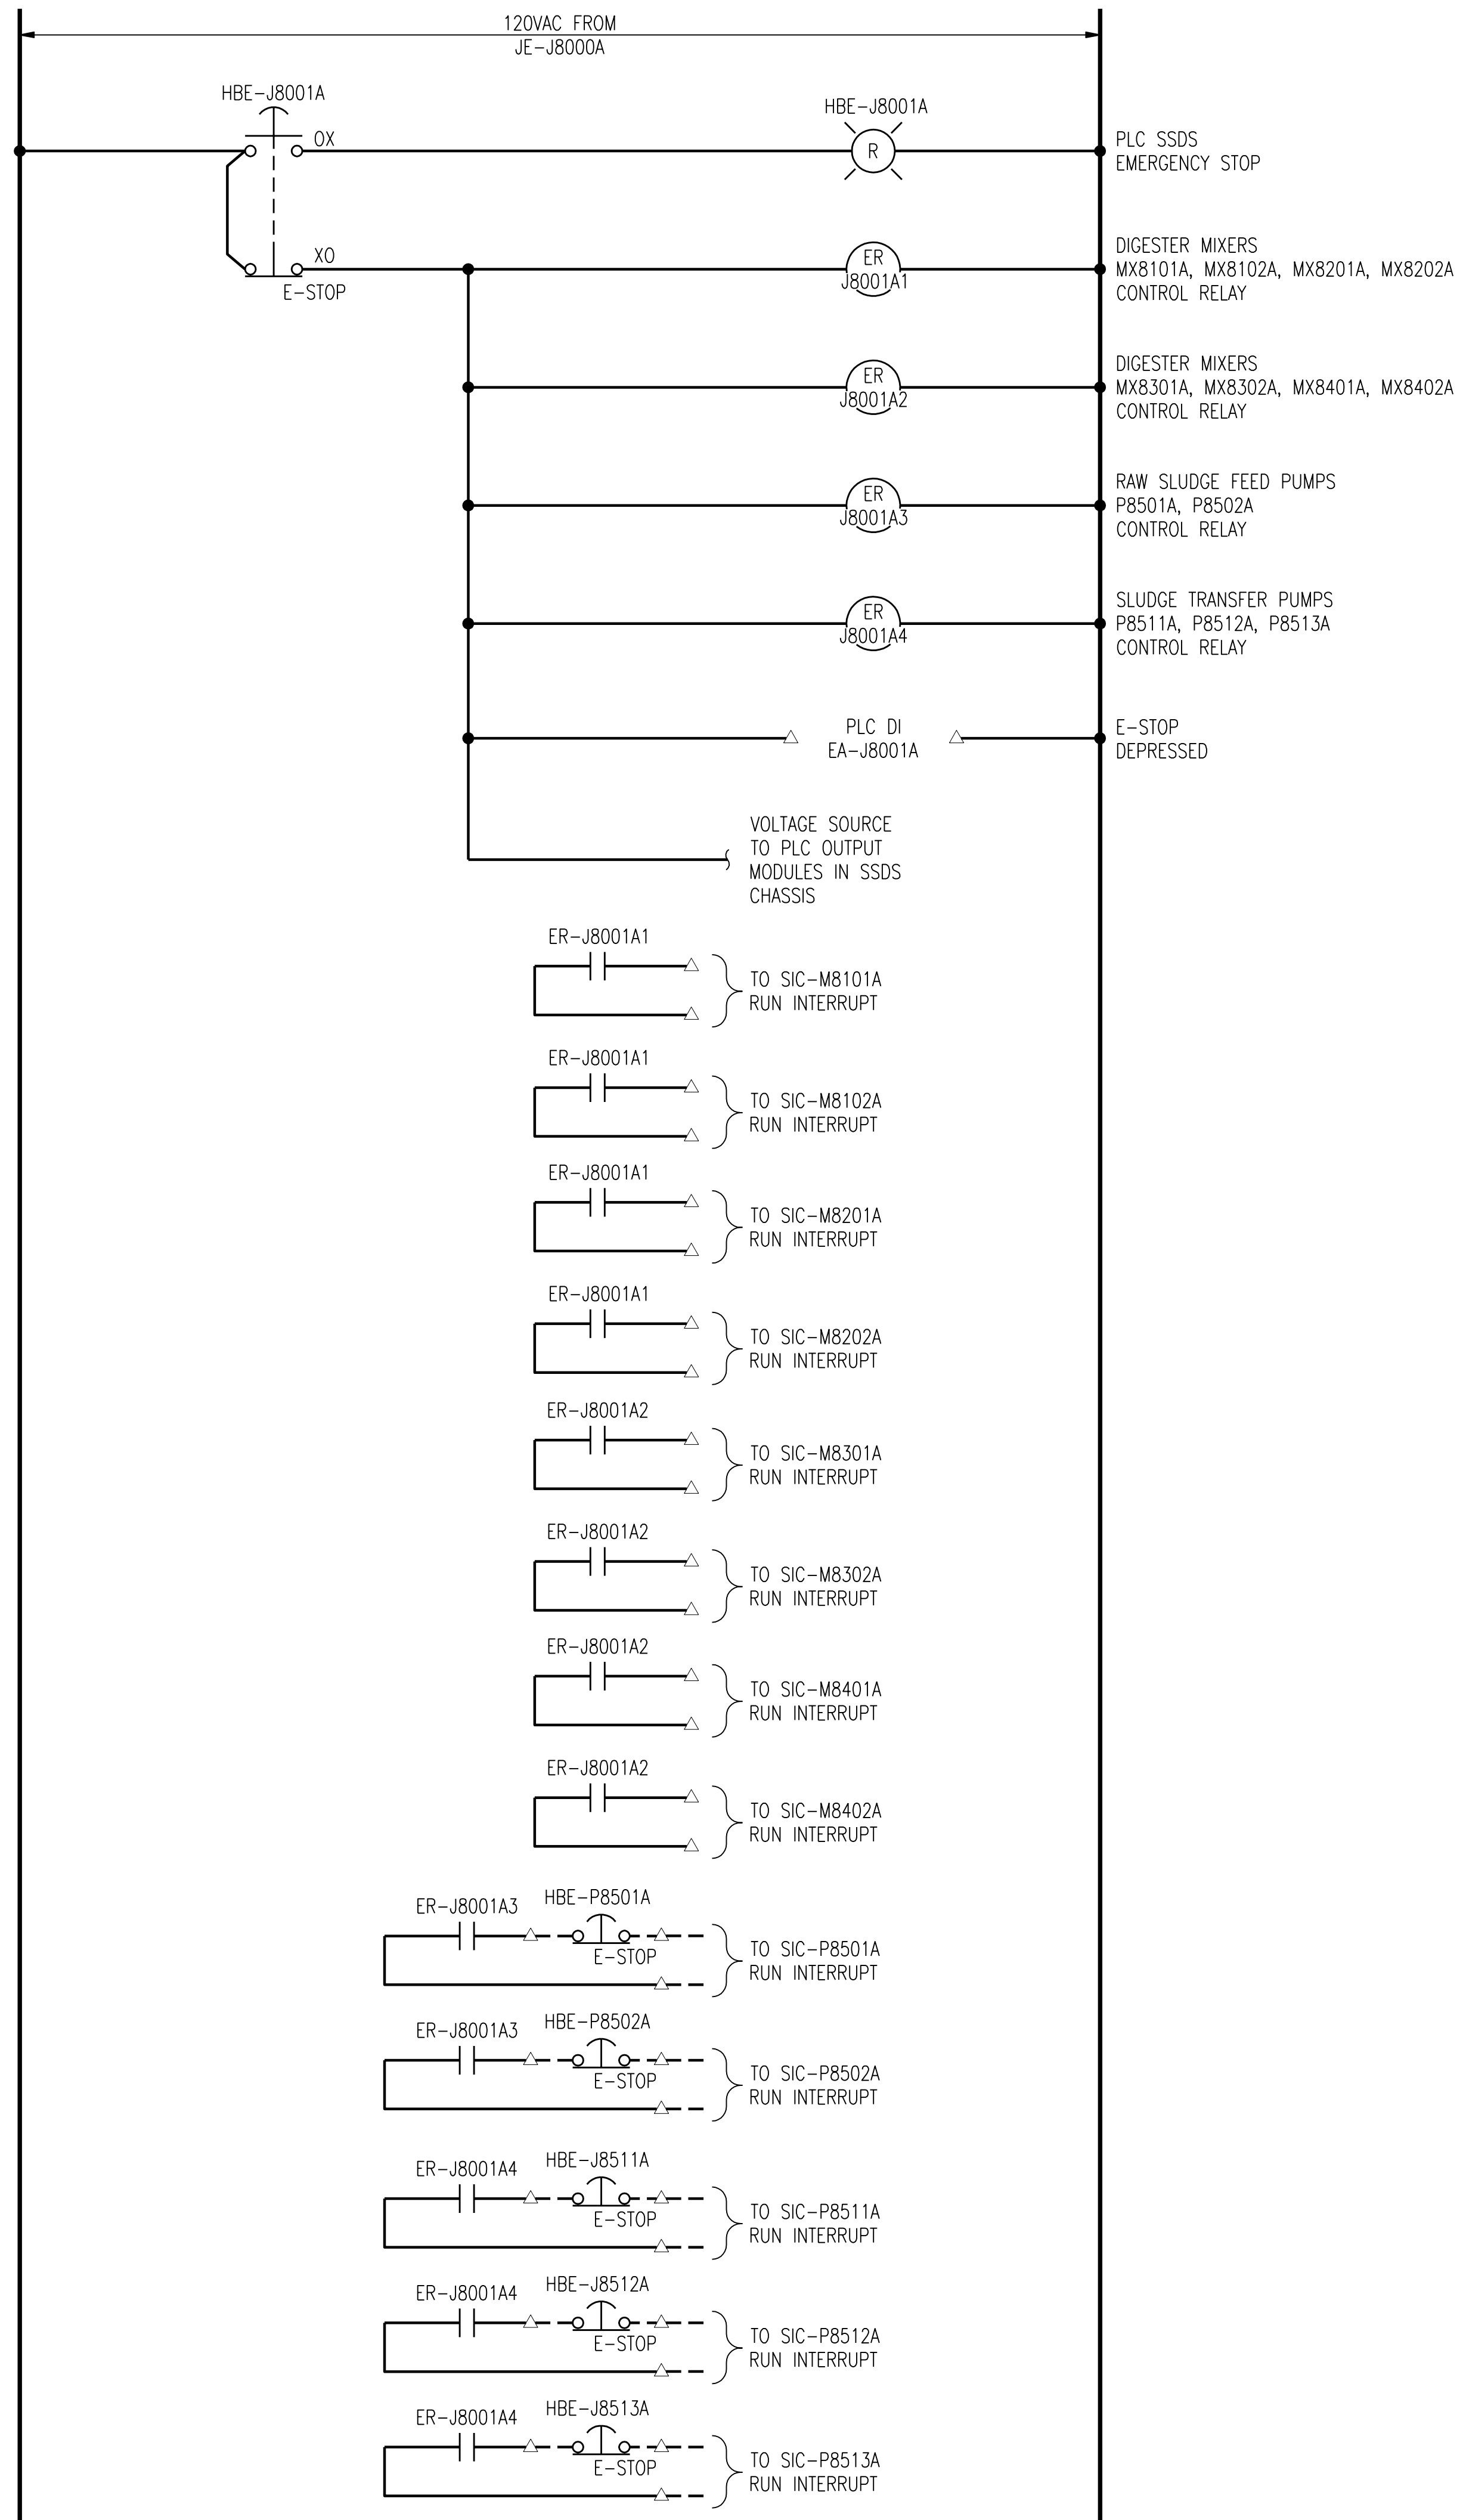 120VAC FROM
JE-J8000A
HBE-J8001A
OX
HBE-J8001A
R
PLC SSDS
EMERGENCY STOP
XO
E-STOP
ER
J8001A1
DIGESTER MIXERS
MX8101A, MX8102A, MX8201A, MX8202A
CONTROL RELAY
ER
J8001A2
DIGESTER MIXERS
MX8301A, MX8302A, MX8401A, MX8402A
CONTROL RELAY
ER
J8001A3
RAW SLUDGE FEED PUMPS
P8501A, P8502A
CONTROL RELAY
ER
J8001A4
SLUDGE TRANSFER PUMPS
P8511A, P8512A, P8513A
CONTROL RELAY
PLC DI
EA-J8001A
E-STOP
DEPRESSED
VOLTAGE SOURCE
TO PLC OUTPUT
MODULES IN SSDS
CHASSIS
ER-J8001A1
TO SIC-M8101A
RUN INTERRUPT
ER-J8001A1
TO SIC-M8102A
RUN INTERRUPT
ER-J8001A1
TO SIC-M8201A
RUN INTERRUPT
ER-J8001A1
TO SIC-M8202A
RUN INTERRUPT
ER-J8001A2
TO SIC-M8301A
RUN INTERRUPT
ER-J8001A2
TO SIC-M8302A
RUN INTERRUPT
ER-J8001A2
TO SIC-M8401A
RUN INTERRUPT
ER-J8001A2
TO SIC-M8402A
RUN INTERRUPT
ER-J8001A3
HBE-P8501A
E-STOP
TO SIC-P8501A
RUN INTERRUPT
ER-J8001A3
HBE-P8502A
E-STOP
TO SIC-P8502A
RUN INTERRUPT
ER-J8001A4
HBE-J8511A
E-STOP
TO SIC-P8511A
RUN INTERRUPT
ER-J8001A4
HBE-J8512A
E-STOP
TO SIC-P8512A
RUN INTERRUPT
ER-J8001A4
HBE-J8513A
E-STOP
TO SIC-P8513A
RUN INTERRUPT